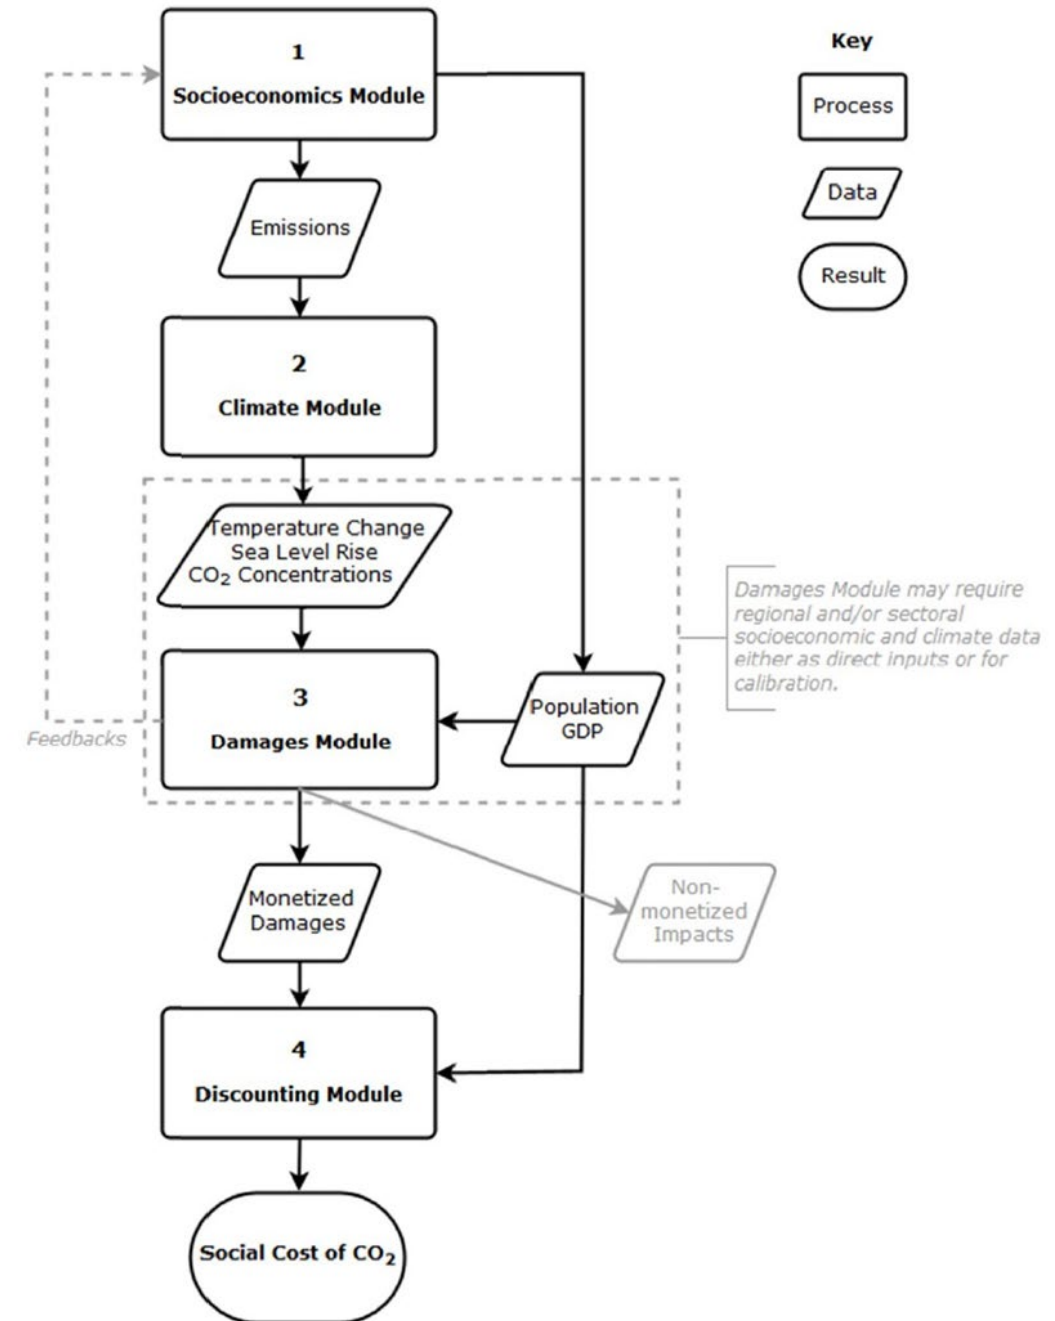 1
Socioeconomics Module
Emissions
2
Climate Module
Temperature Change
Sea Level Rise
CO₂ Concentrations
3
Damages Module
Population
GDP
Feedbacks
Monetized
Damages
Non-
monetized
Impacts
4
Discounting Module
Social Cost of CO₂
Key
Process
Data
Result
Damages Module may require
regional and/or sectoral
socioeconomic and climate data
either as direct inputs or for
calibration.